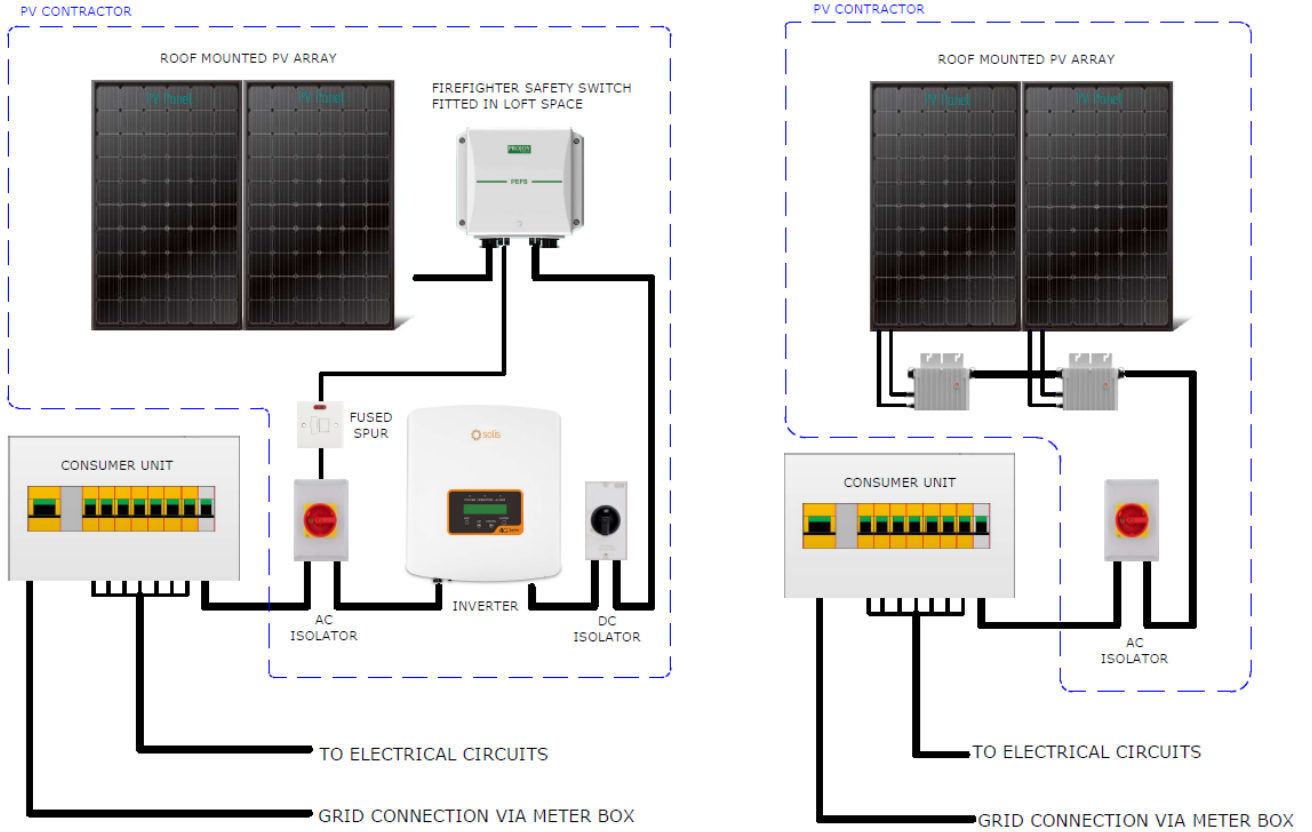 PV CONTRACTOR
ROOF MOUNTED PV ARRAY
PV Panel
PV Panel
FIREFIGHTER SAFETY SWITCH
FITTED IN LOFT SPACE
PROJOY
PEFS
FUSED
SPUR
solis
CONSUMER UNIT
AC
ISOLATOR
INVERTER
DC
ISOLATOR
TO ELECTRICAL CIRCUITS
GRID CONNECTION VIA METER BOX
PV CONTRACTOR
ROOF MOUNTED PV ARRAY
PV Panel
PV Panel
CONSUMER UNIT
AC
ISOLATOR
TO ELECTRICAL CIRCUITS
GRID CONNECTION VIA METER BOX